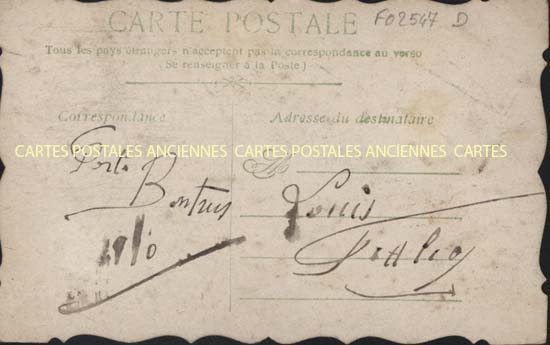 CARTE POSTALE
F02547 D
Tous les pays étrangers n'acceptent pas la correspondance au verso
(Se renseigner à la Poste)
Correspondance
Adresse du destinataire
CARTES POSTALES ANCIENNES CARTES POSTALES ANCIENNES CARTES
M
1910
Louis